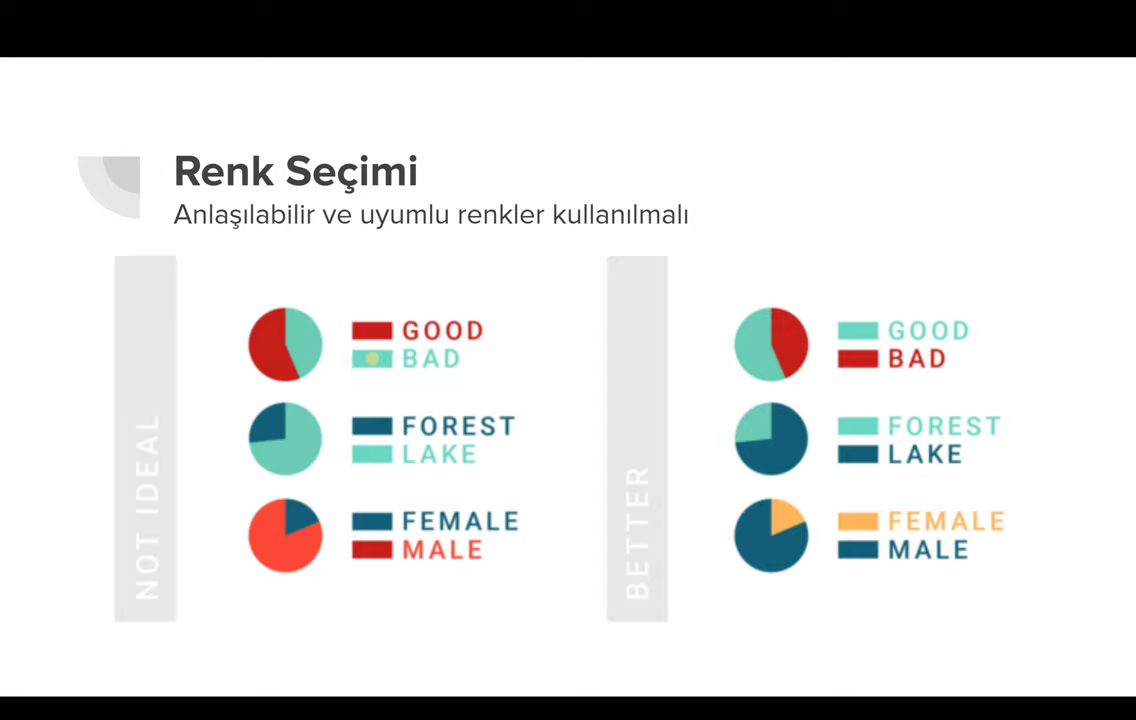 Renk Seçimi
Anlaşılabilir ve uyumlu renkler kullanılmalı
NOT IDEAL
GOOD
BAD
FOREST
LAKE
FEMALE
MALE
BETTER
GOOD
BAD
FOREST
LAKE
FEMALE
MALE